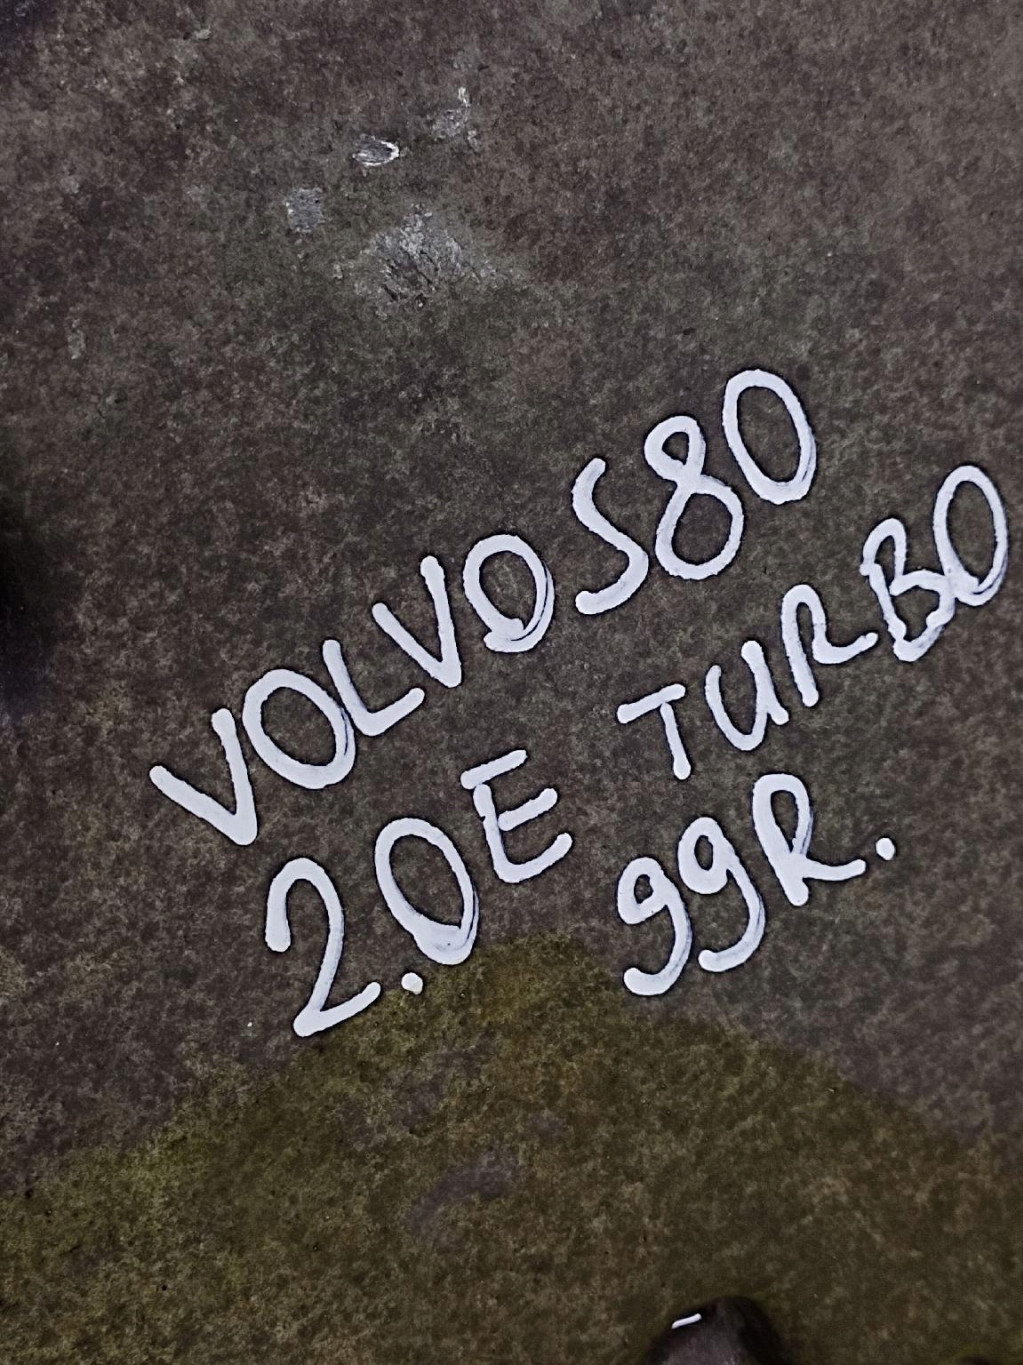 VOLVO S80
2.0E TURBO
99R.